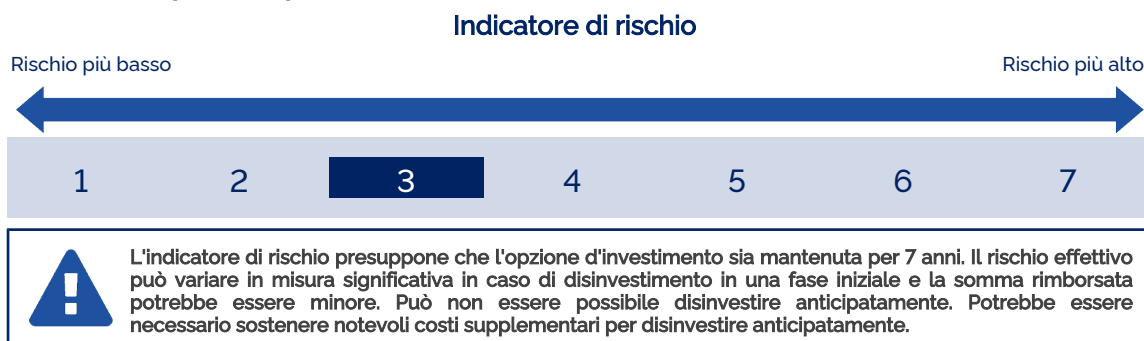 Indicatore di rischio
Rischio più basso
Rischio più alto
1 2 3 4 5 6 7
L'indicatore di rischio presuppone che l'opzione d'investimento sia mantenuta per 7 anni. Il rischio effettivo
può variare in misura significativa in caso di disinvestimento in una fase iniziale e la somma rimborsata
potrebbe essere minore. Può non essere possibile disinvestire anticipatamente. Potrebbe essere
necessario sostenere notevoli costi supplementari per disinvestire anticipatamente.